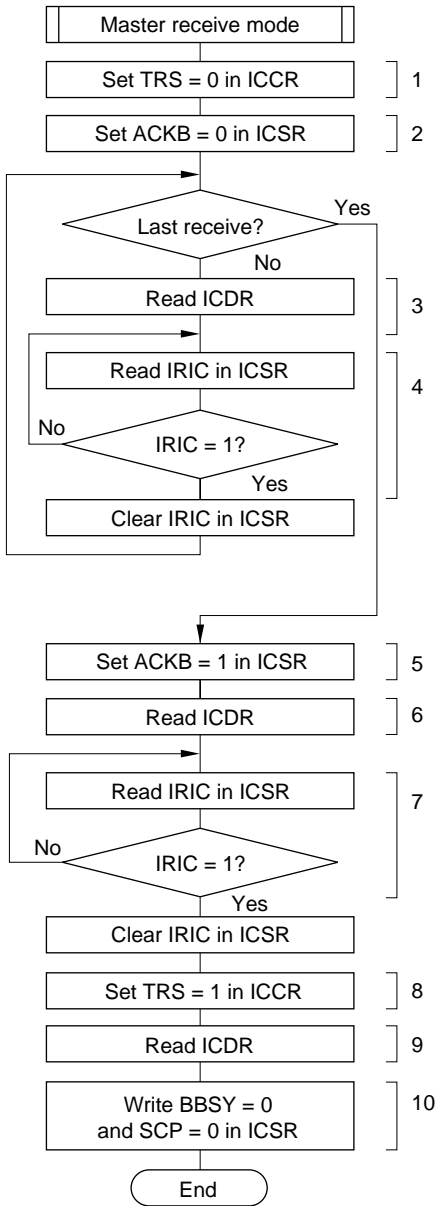 Master receive mode
Set TRS = 0 in ICCR
1
Set ACKB = 0 in ICSR
2
Last receive?
Yes
No
Read ICDR
3
Read IRIC in ICSR
4
No
IRIC = 1?
Yes
Clear IRIC in ICSR
Set ACKB = 1 in ICSR
5
Read ICDR
6
Read IRIC in ICSR
7
No
IRIC = 1?
Yes
Clear IRIC in ICSR
Set TRS = 1 in ICCR
8
Read ICDR
9
Write BBSY = 0
and SCP = 0 in ICSR
10
End